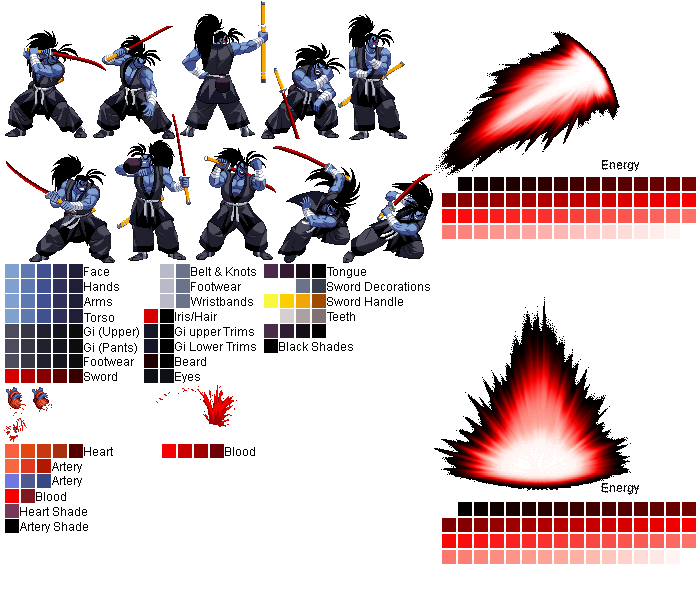 Energy
Face
Hands
Arms
Torso
Gi (Upper)
Gi (Pants)
Footwear
Sword
Belt & Knots
Footwear
Wristbands
Iris/Hair
Gi upper Trims
Gi Lower Trims
Beard
Eyes
Tongue
Sword Decorations
Sword Handle
Teeth
Black Shades
Heart
Artery
Artery
Blood
Heart Shade
Artery Shade
Blood
Energy